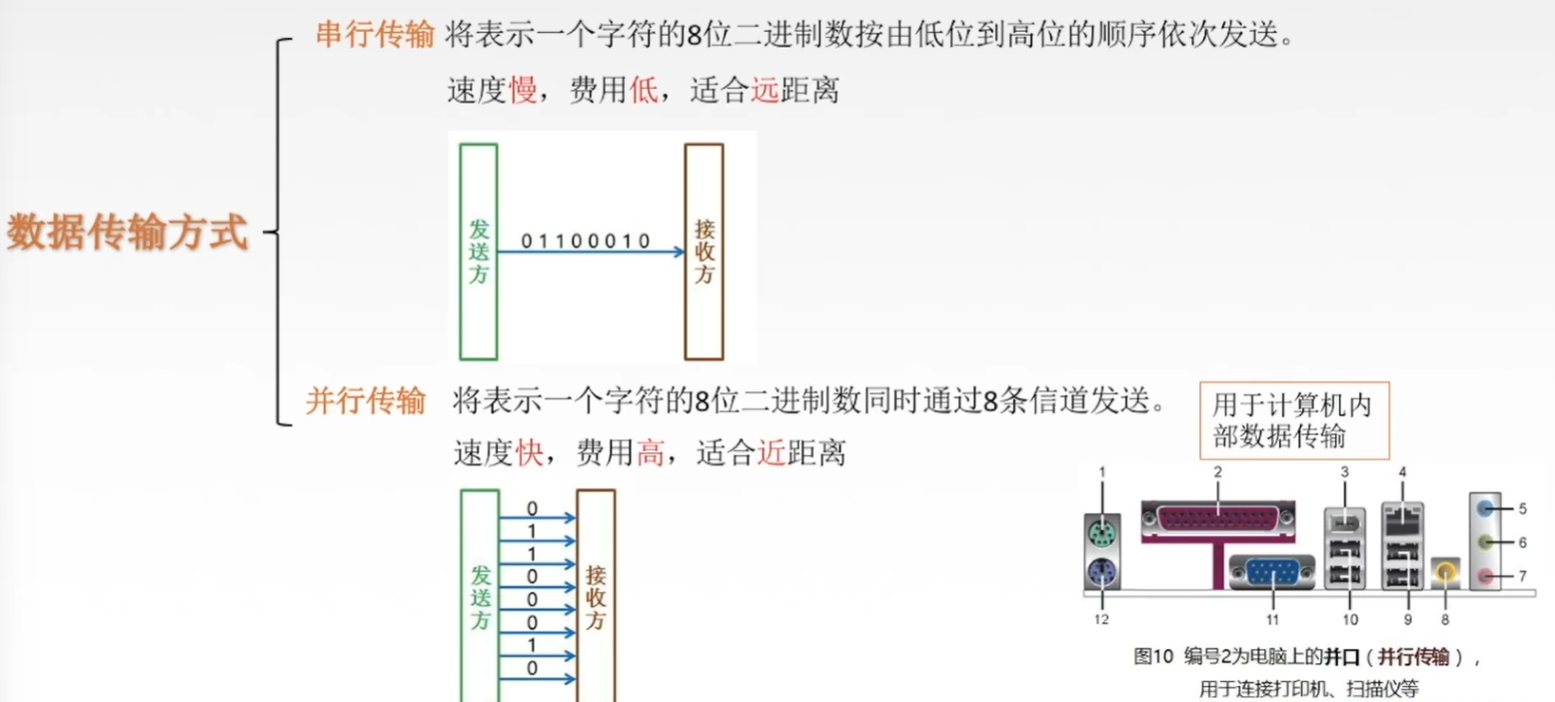 数据传输方式
串行传输 将表示一个字符的8位二进制数按由低位到高位的顺序依次发送。
速度慢，费用低，适合远距离
发送方
01100010
接收方
并行传输 将表示一个字符的8位二进制数同时通过8条信道发送。
速度快，费用高，适合近距离
发送方
0
1
1
0
0
0
1
0
接收方
用于计算机内
部数据传输
1 2 3 4
5
6
7
12 11 10 9 8
图10 编号2为电脑上的并口（并行传输），
用于连接打印机、扫描仪等